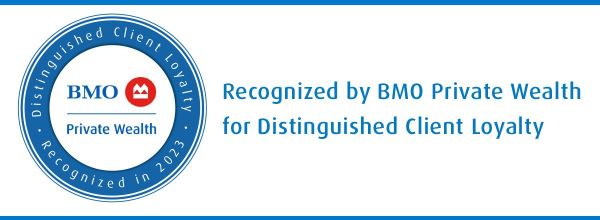 Distinguished Client Loyalty
BMO
Private Wealth
Recognized in 2023
Recognized by BMO Private Wealth
for Distinguished Client Loyalty